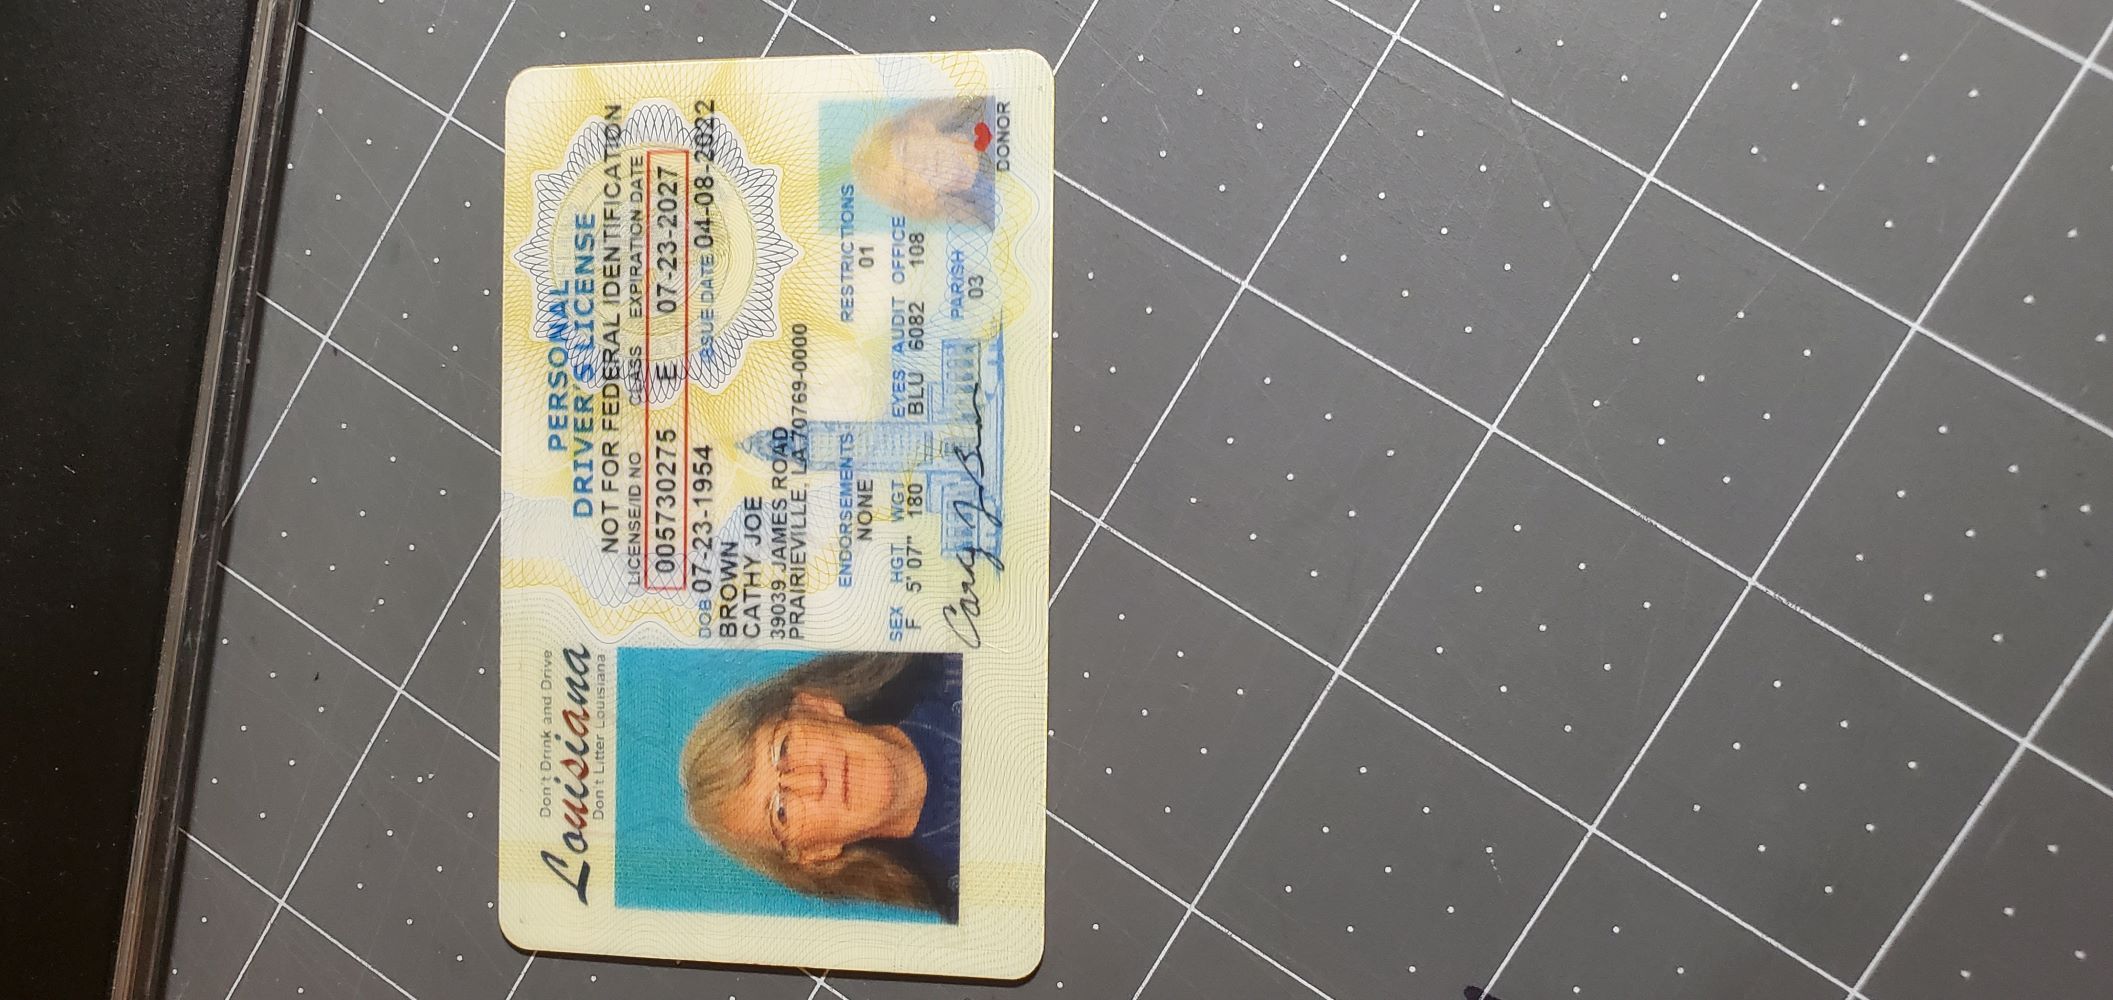 Don't Drink and Drive
Louisiana
Don't Litter Louisiana
PERSONAL
DRIVER'S LICENSE
NOT FOR FEDERAL IDENTIFICATION
LICENSE/ID NO CLASS EXPIRATION DATE
005730275 E 07-23-2027
DOB 07-23-1954 ISSUE DATE 04-08-2022
BROWN
CATHY JOE
39039 JAMES ROAD
PRAIRIEVILLE, LA 70769-0000
ENDORSEMENTS RESTRICTIONS
NONE 01
SEX HGT WGT EYES AUDIT OFFICE
F 5' 07" 180 BLU 6082 108
PARISH
03
DONOR